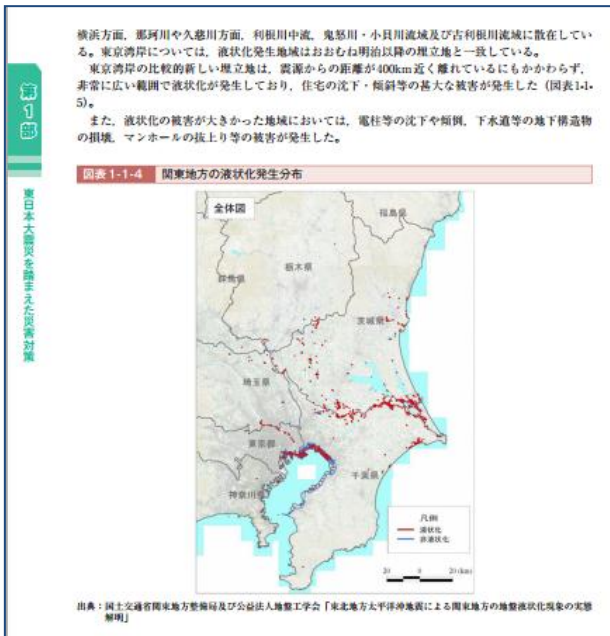 横浜方面，那珂川や久慈川方面，利根川中流，鬼怒川・小貝川流域及び古利根川流域に散在してい
る。東京湾岸については，液状化発生地域はおおむね明治以降の埋立地と一致している。
東京湾岸の比較的新しい埋立地は，震源からの距離が400km近く離れているにもかかわらず，
非常に広い範囲で液状化が発生しており，住宅の沈下・傾斜等の甚大な被害が発生した（図表1-1-
5）。
また，液状化の被害が大きかった地域においては，電柱等の沈下や傾倒，下水道等の地下構造物
の損壊，マンホールの抜上り等の被害が発生した。
第1部
東日本大震災を踏まえた災害対策
図表 1-1-4　関東地方の液状化発生分布
全体図
福島県
栃木県
群馬県
茨城県
埼玉県
東京都
千葉県
神奈川県
凡例
液状化
非液状化
20 0 20 (km)
出典：国土交通省関東地方整備局及び公益法人地盤工学会「東北地方太平洋沖地震による関東地方の地盤液状化現象の実態
解明」